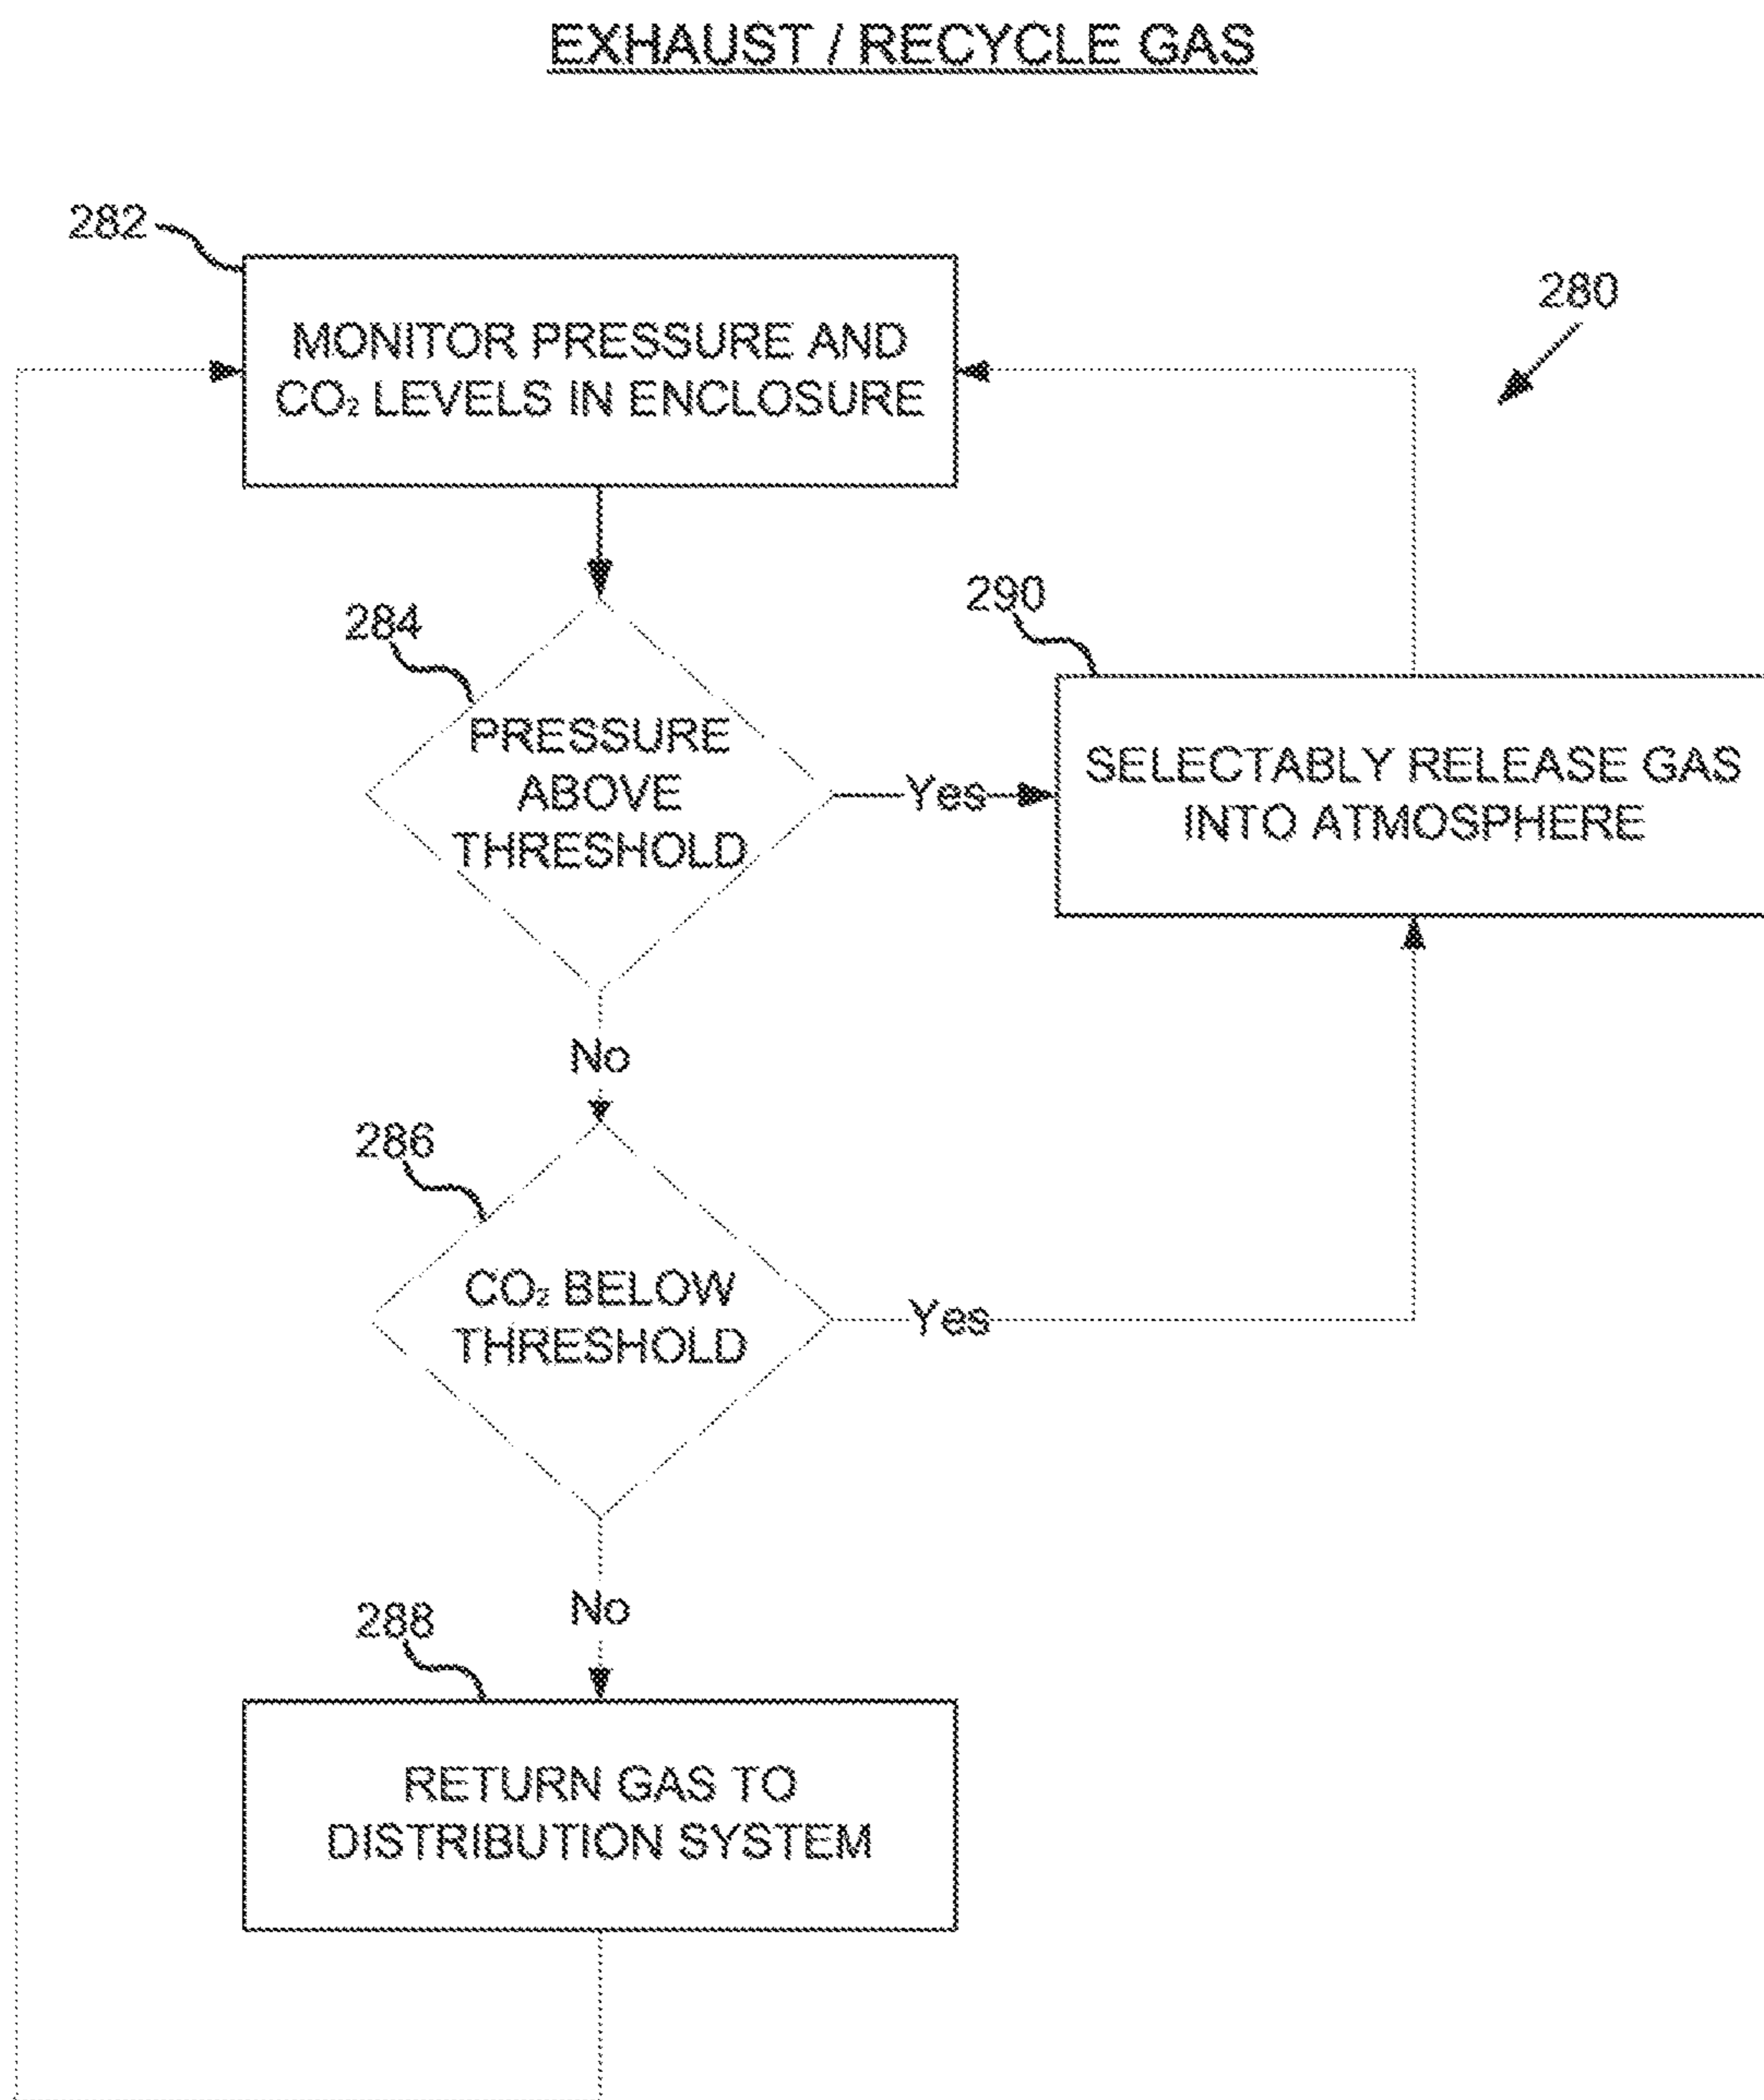 EXHAUST / RECYCLE GAS
282
MONITOR PRESSURE AND
CO₂ LEVELS IN ENCLOSURE
280
284
PRESSURE
ABOVE
THRESHOLD
Yes
290
SELECTABLY RELEASE GAS
INTO ATMOSPHERE
No
286
CO₂ BELOW
THRESHOLD
Yes
No
288
RETURN GAS TO
DISTRIBUTION SYSTEM